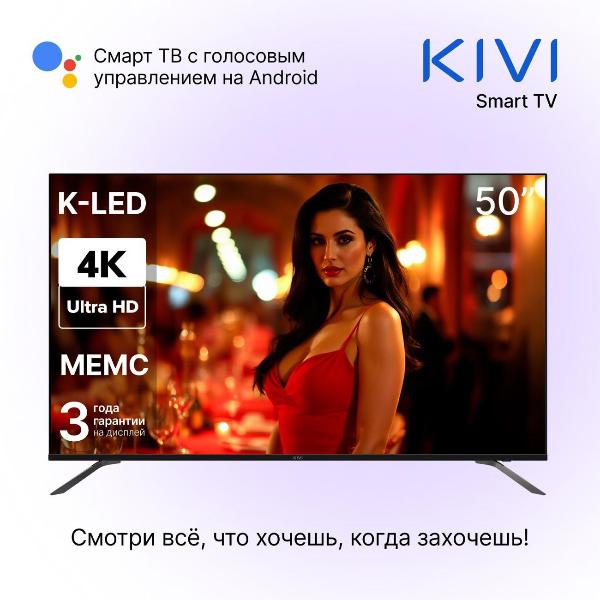 Смарт ТВ с голосовым
управлением на Android
KIVI
Smart TV
K-LED
50”
4K
Ultra HD
MEMC
3 года
гарантии
на дисплей
KIVI
Смотри всё, что хочешь, когда захочешь!